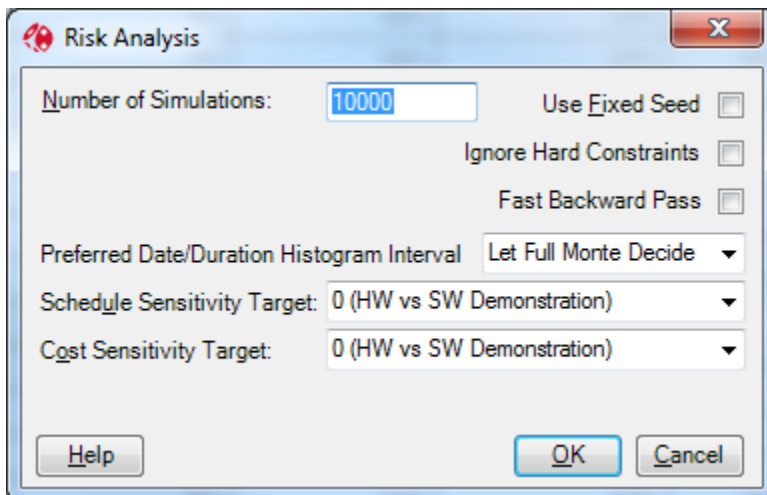 Risk Analysis
Number of Simulations: 10000 Use Fixed Seed
Ignore Hard Constraints
Fast Backward Pass
Preferred Date/Duration Histogram Interval Let Full Monte Decide
Schedule Sensitivity Target: 0 (HW vs SW Demonstration)
Cost Sensitivity Target: 0 (HW vs SW Demonstration)
Help OK Cancel